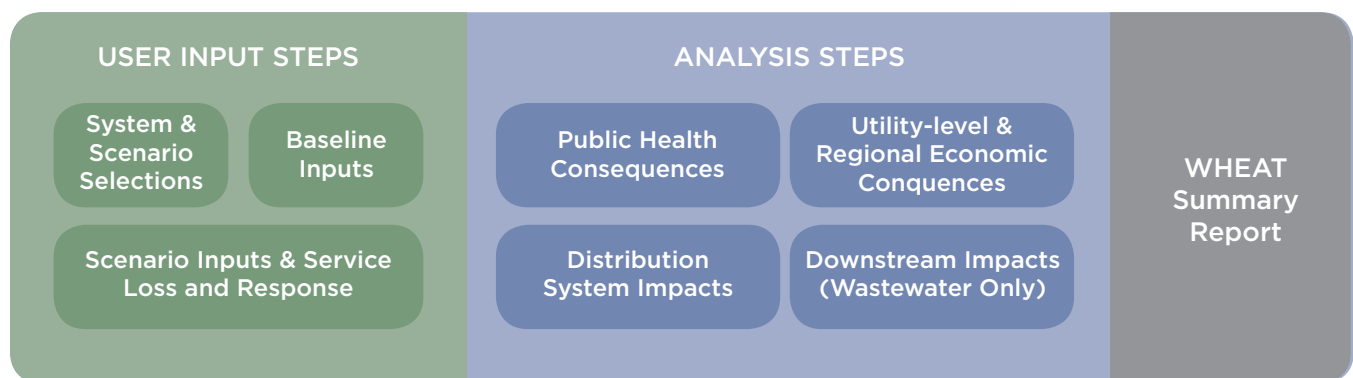 USER INPUT STEPS
System &
Scenario
Selections
Baseline
Inputs
Scenario Inputs & Service
Loss and Response
ANALYSIS STEPS
Public Health
Consequences
Utility-level &
Regional Economic
Conquences
Distribution
System Impacts
Downstream Impacts
(Wastewater Only)
WHEAT
Summary
Report